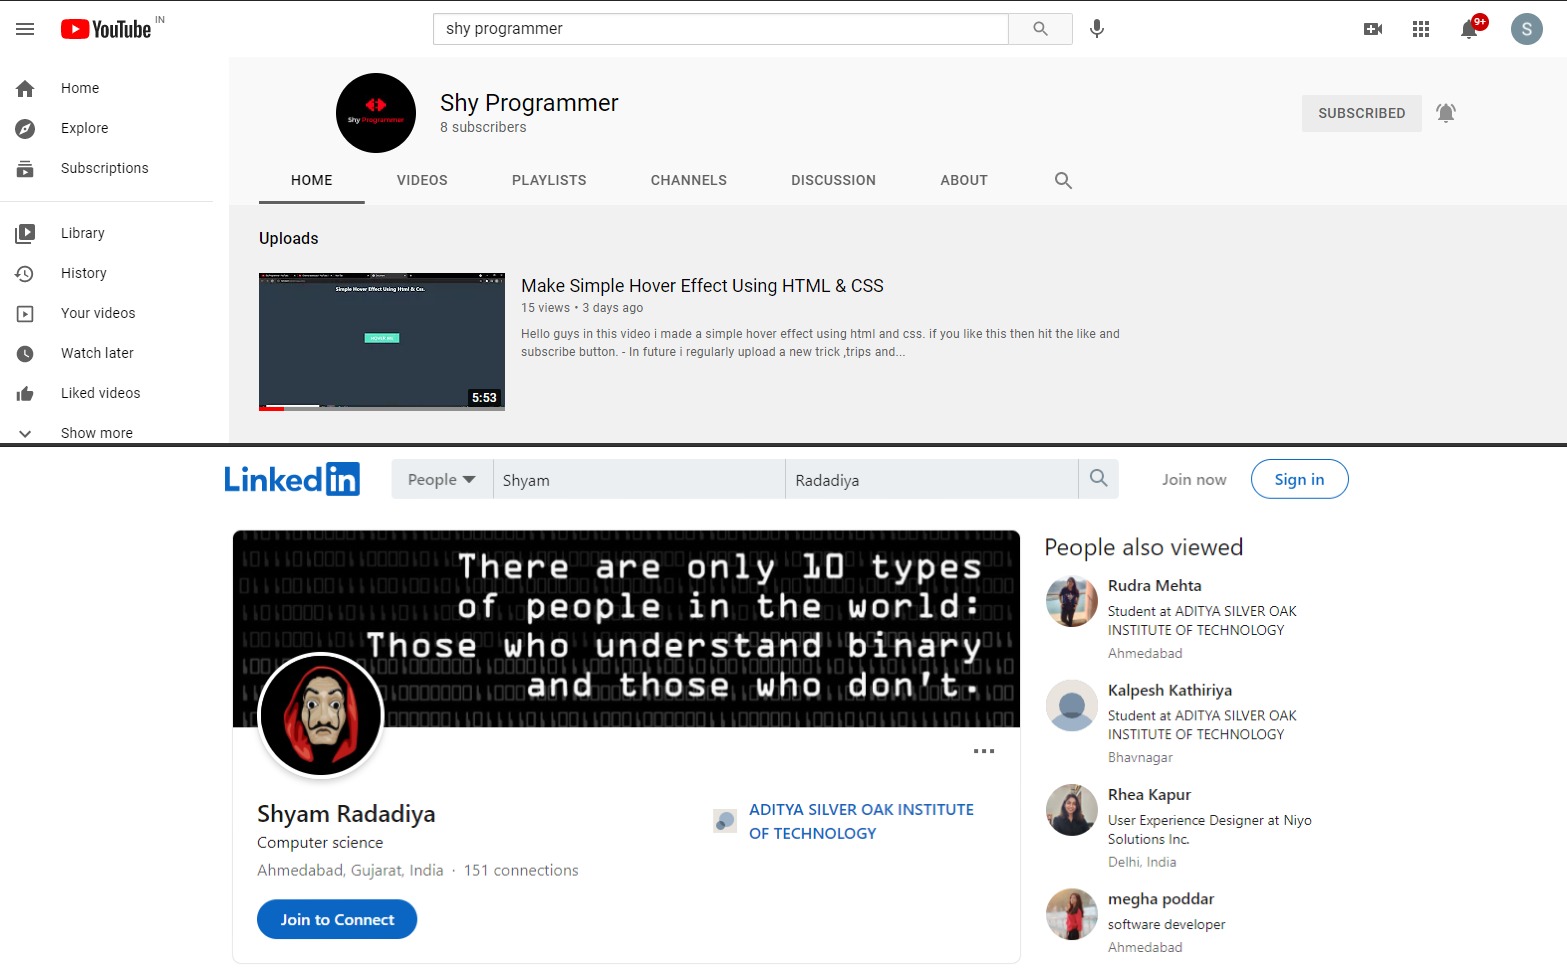 YouTube IN
shy programmer
9+
S
Home
Explore
Subscriptions
Library
History
Your videos
Watch later
Liked videos
Show more
Shy Programmer
Shy Programmer
8 subscribers
SUBSCRIBED
HOME VIDEOS PLAYLISTS CHANNELS DISCUSSION ABOUT
Uploads
Simple Hover Effect Using Html & Css.
HOVER ME
5:53
Make Simple Hover Effect Using HTML & CSS
15 views • 3 days ago
Hello guys in this video i made a simple hover effect using html and css. if you like this then hit the like and
subscribe button. - In future i regularly upload a new trick ,trips and...
Linkedin
People Shyam Radadiya
Join now Sign in
There are only 10 types
of people in the world:
Those who understand binary
and those who don't.
Shyam Radadiya
Computer science
Ahmedabad, Gujarat, India · 151 connections
Join to Connect
ADITYA SILVER OAK INSTITUTE
OF TECHNOLOGY
People also viewed
Rudra Mehta
Student at ADITYA SILVER OAK
INSTITUTE OF TECHNOLOGY
Ahmedabad
Kalpesh Kathiriya
Student at ADITYA SILVER OAK
INSTITUTE OF TECHNOLOGY
Bhavnagar
Rhea Kapur
User Experience Designer at Niyo
Solutions Inc.
Delhi, India
megha poddar
software developer
Ahmedabad